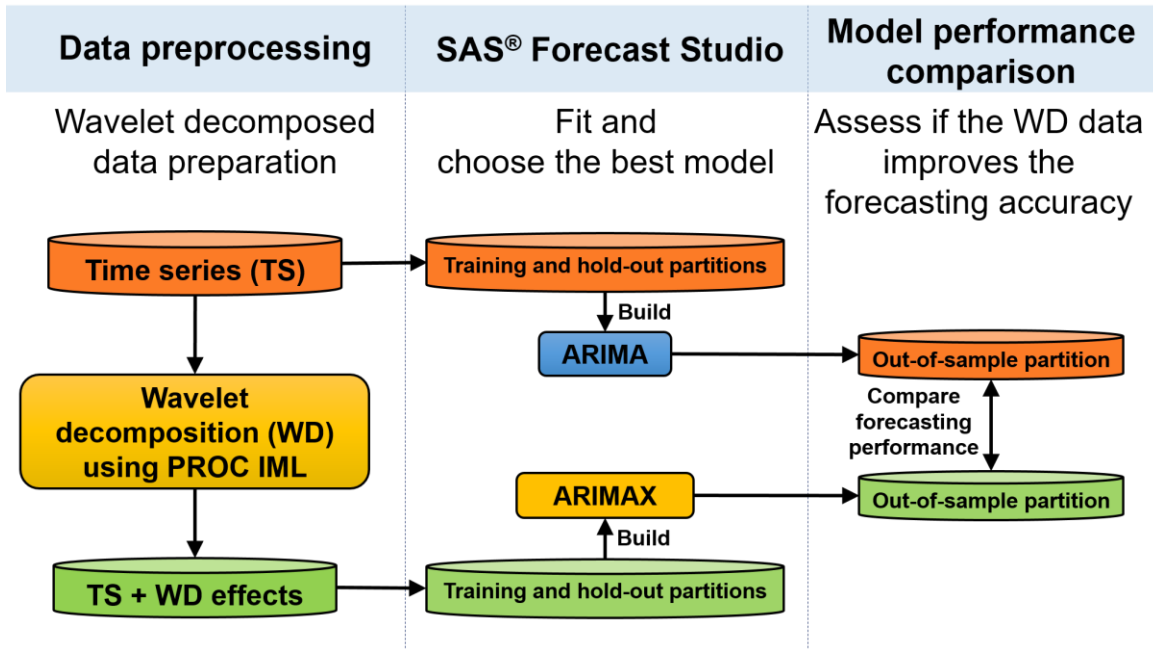 Data preprocessing
Wavelet decomposed
data preparation
Time series (TS)
Wavelet
decomposition (WD)
using PROC IML
TS + WD effects
SAS® Forecast Studio
Fit and
choose the best model
Training and hold-out partitions
Build
ARIMA
ARIMAX
Build
Training and hold-out partitions
Model performance
comparison
Assess if the WD data
improves the
forecasting accuracy
Out-of-sample partition
Compare
forecasting
performance
Out-of-sample partition